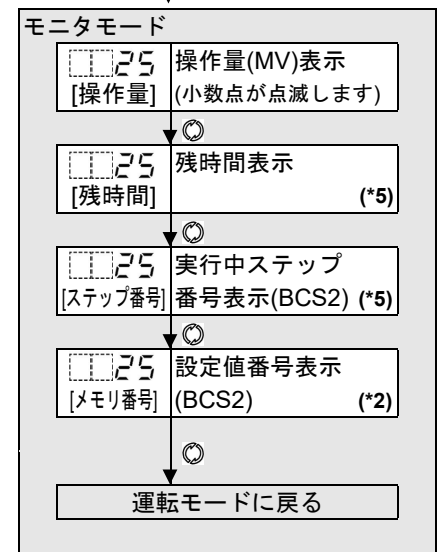 モニタモード
25 操作量(MV)表示
[操作量] (小数点が点滅します)
25 残時間表示
[残時間] (*5)
25 実行中ステップ
[ステップ番号] 番号表示(BCS2) (*5)
25 設定値番号表示
[メモリ番号] (BCS2) (*2)
運転モードに戻る